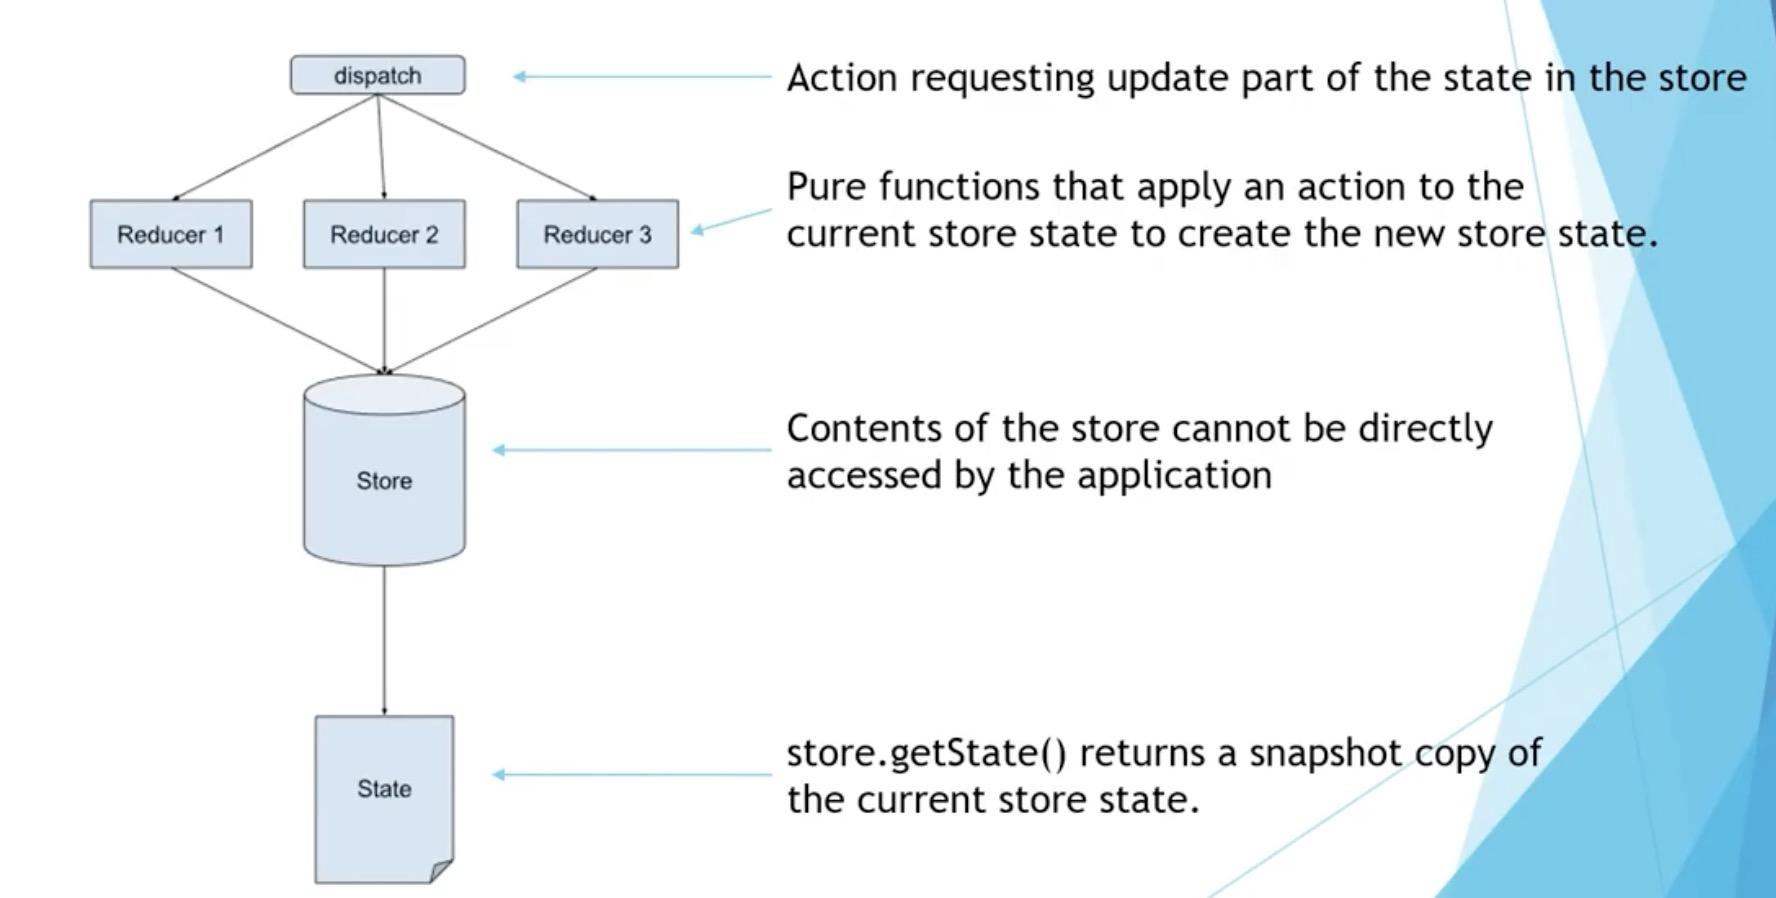 dispatch
Action requesting update part of the state in the store
Reducer 1
Reducer 2
Reducer 3
Pure functions that apply an action to the
current store state to create the new store state.
Store
Contents of the store cannot be directly
accessed by the application
State
store.getState() returns a snapshot copy of
the current store state.